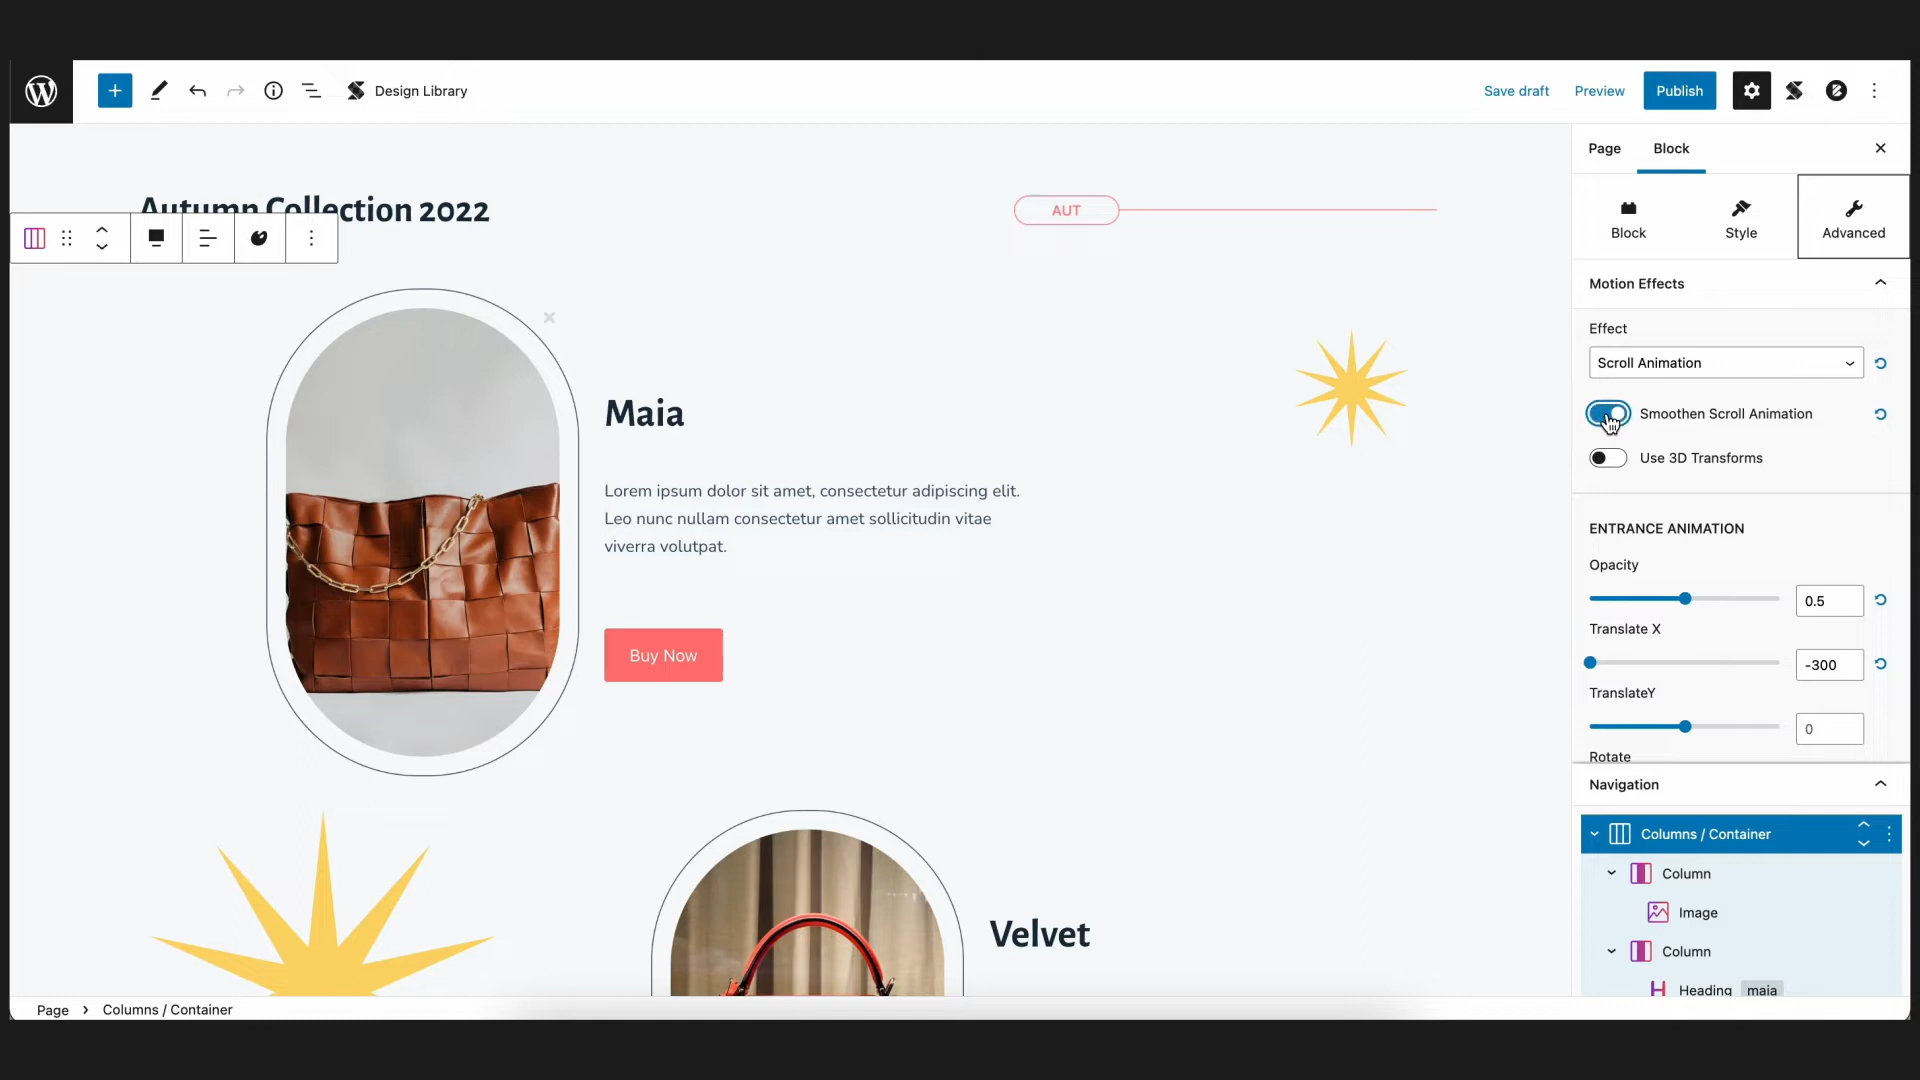 Design Library
Save draft
Preview
Publish
Page
Block
Autumn Collection 2022
AUT
Block
Style
Advanced
Motion Effects
Effect
Scroll Animation
Smoothen Scroll Animation
Use 3D Transforms
Maia
Lorem ipsum dolor sit amet, consectetur adipiscing elit.
Leo nunc nullam consectetur amet sollicitudin vitae
viverra volutpat.
Buy Now
ENTRANCE ANIMATION
Opacity
0.5
Translate X
-300
TranslateY
0
Rotate
Navigation
Columns / Container
Column
Image
Column
Heading maia
Velvet
Page > Columns / Container